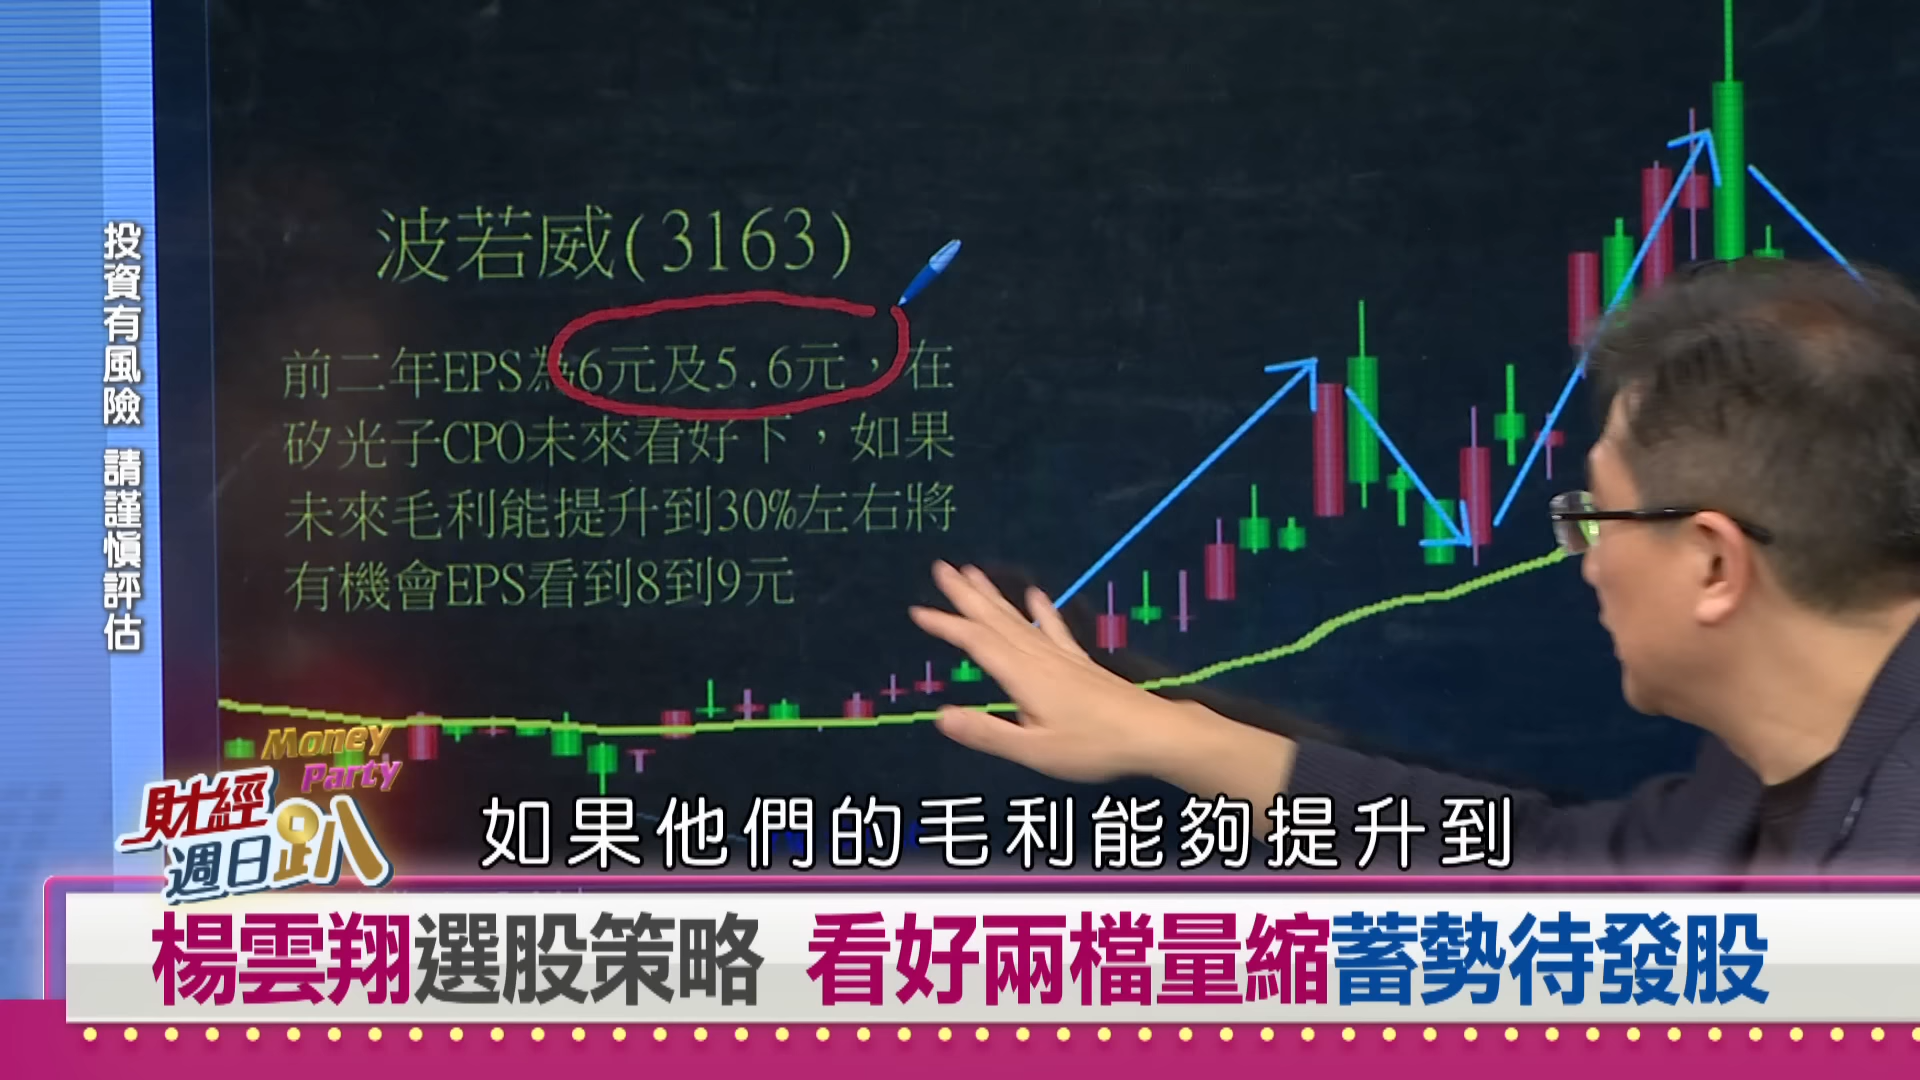 投資有風險 請謹慎評估
波若威(3163)
前二年EPS為6元及5.6元，在
矽光子CPO未來看好下，如果
未來毛利能提升到30%左右將
有機會EPS看到8到9元
Money
Party
財經
週日趴
如果他們的毛利能夠提升到
楊雲翔選股策略 看好兩檔量縮蓄勢待發股